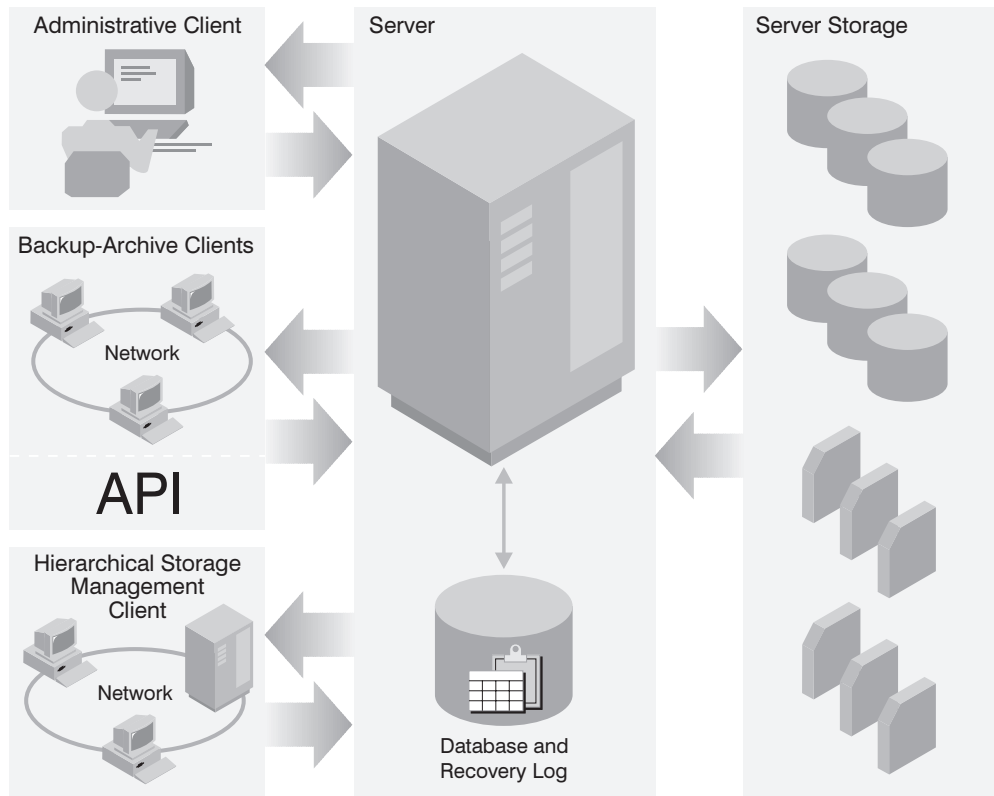 Administrative Client
Server
Server Storage
Backup-Archive Clients
Network
API
Hierarchical Storage
Management
Client
Network
Database and
Recovery Log